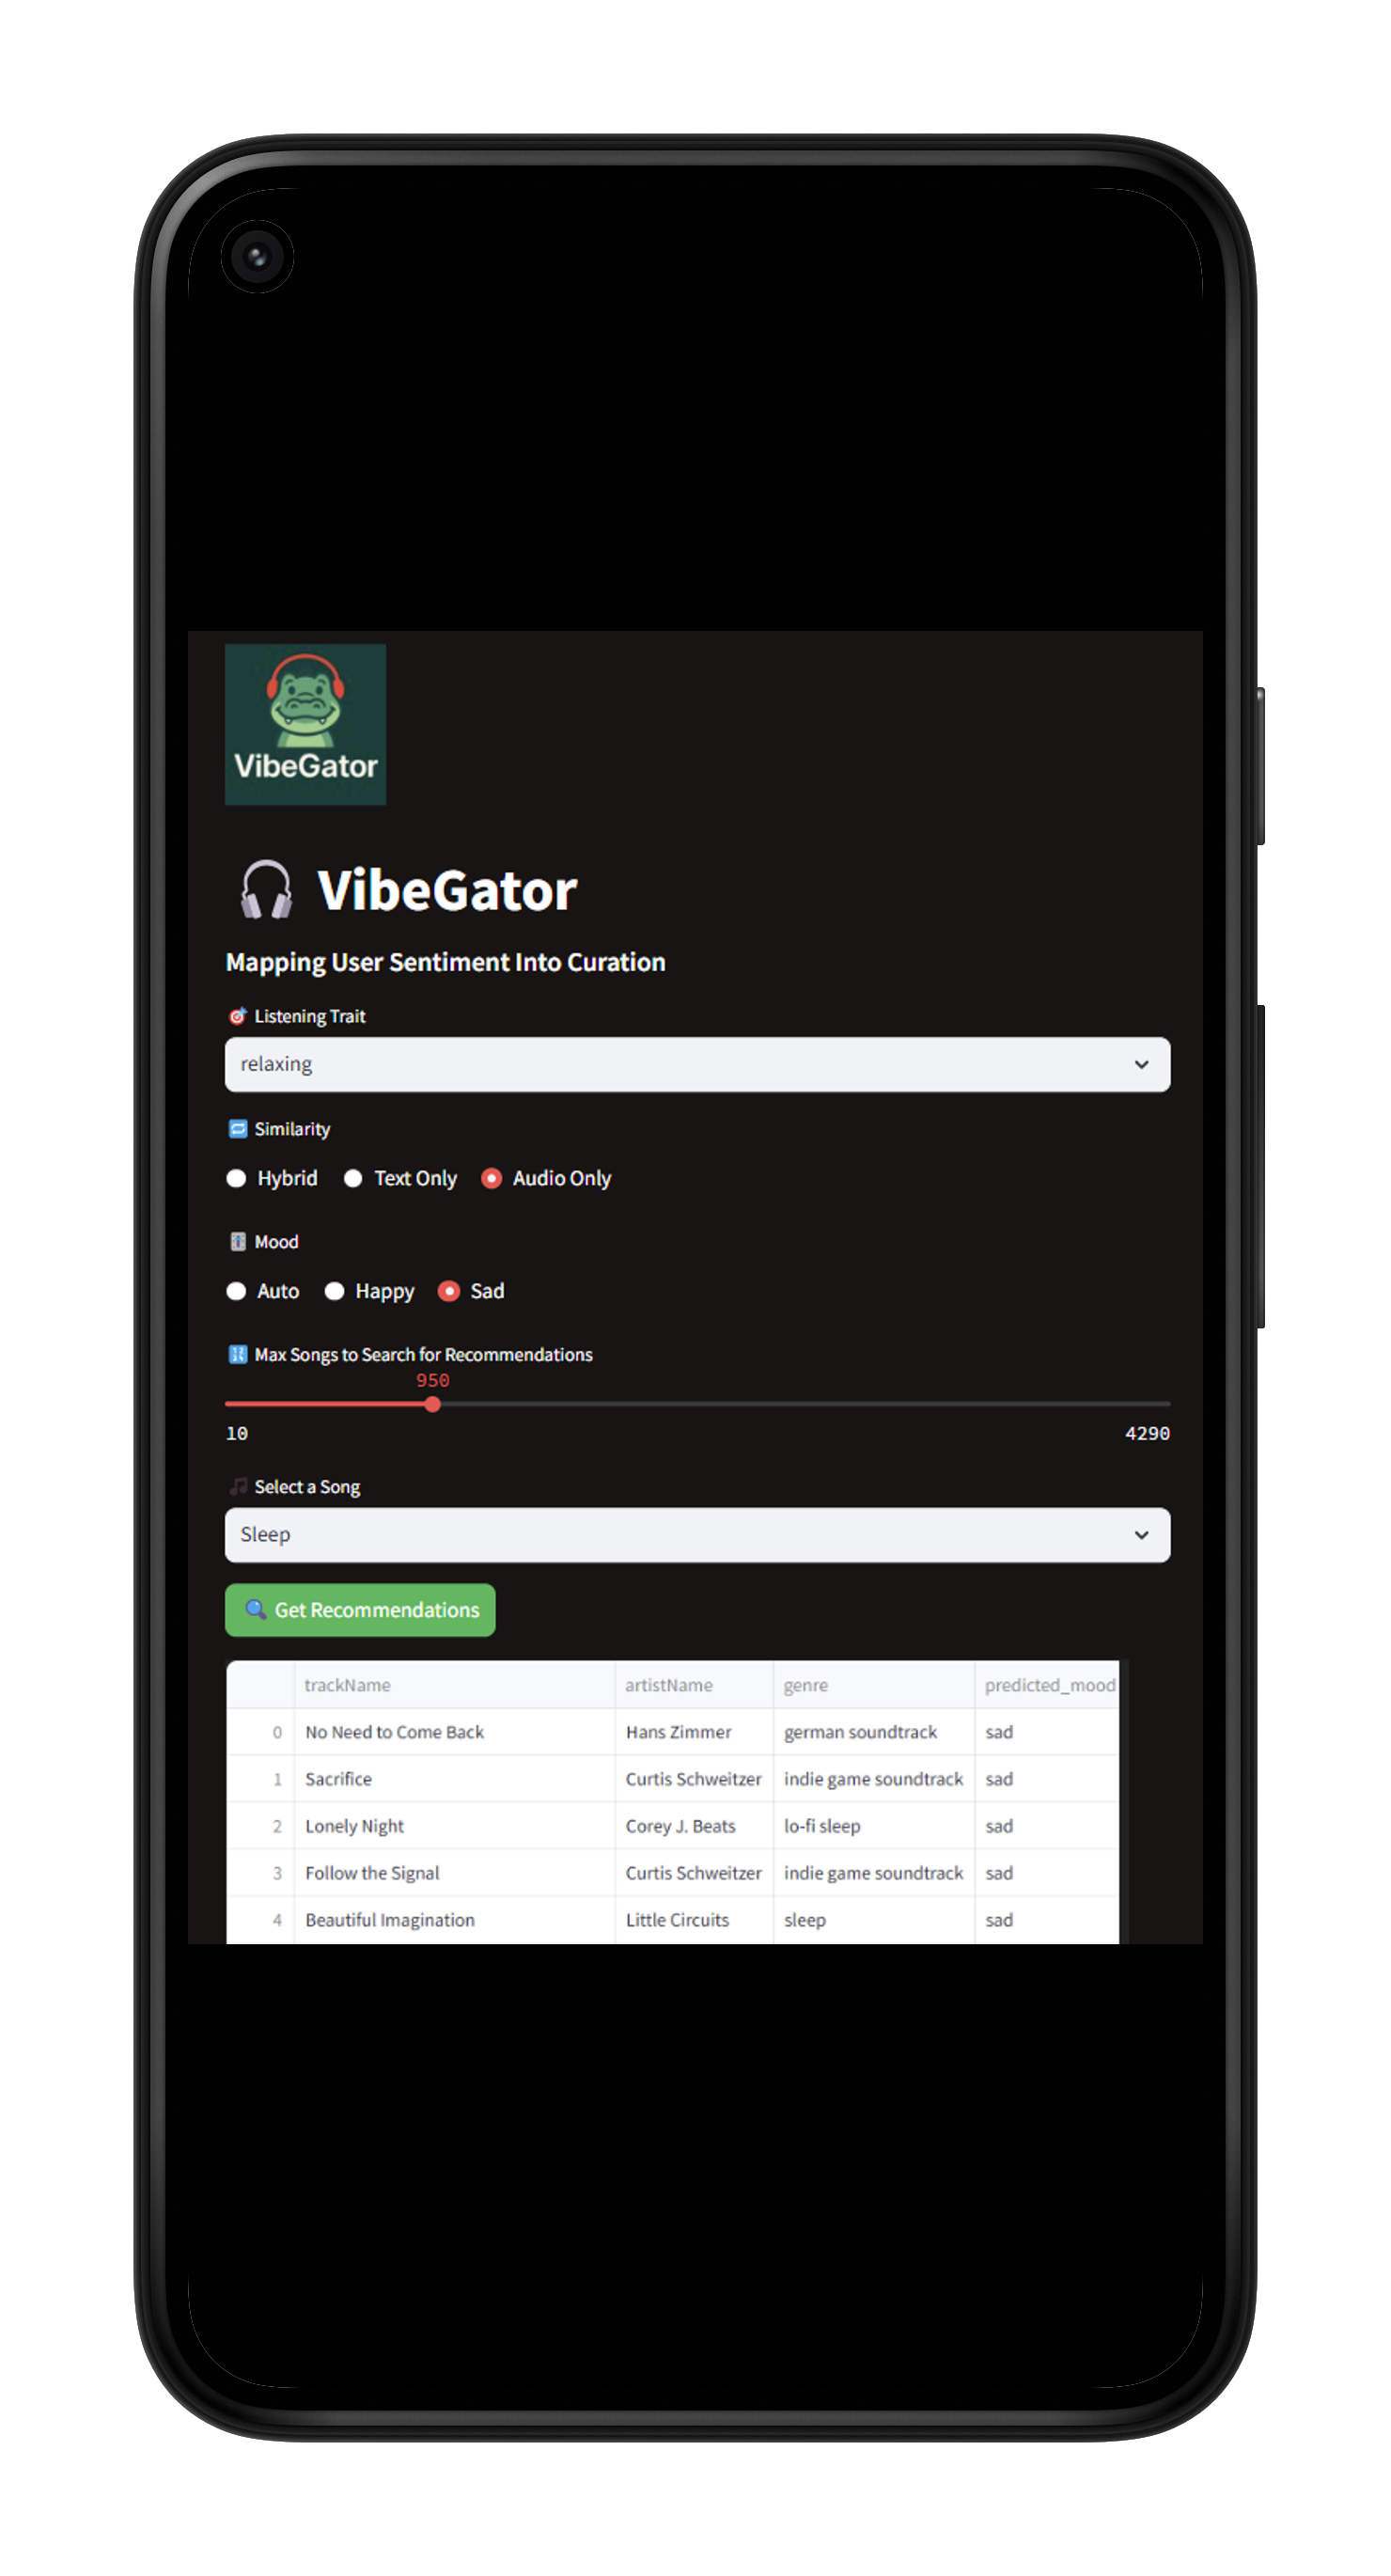 VibeGator
VibeGator
Mapping User Sentiment Into Curation
Listening Trait
relaxing
Similarity
Hybrid Text Only Audio Only
Mood
Auto Happy Sad
Max Songs to Search for Recommendations
950
10 4290
Select a Song
Sleep
Get Recommendations
trackName artistName genre predicted_mood
0 No Need to Come Back Hans Zimmer german soundtrack sad
1 Sacrifice Curtis Schweitzer indie game soundtrack sad
2 Lonely Night Corey J. Beats lo-fi sleep sad
3 Follow the Signal Curtis Schweitzer indie game soundtrack sad
4 Beautiful Imagination Little Circuits sleep sad